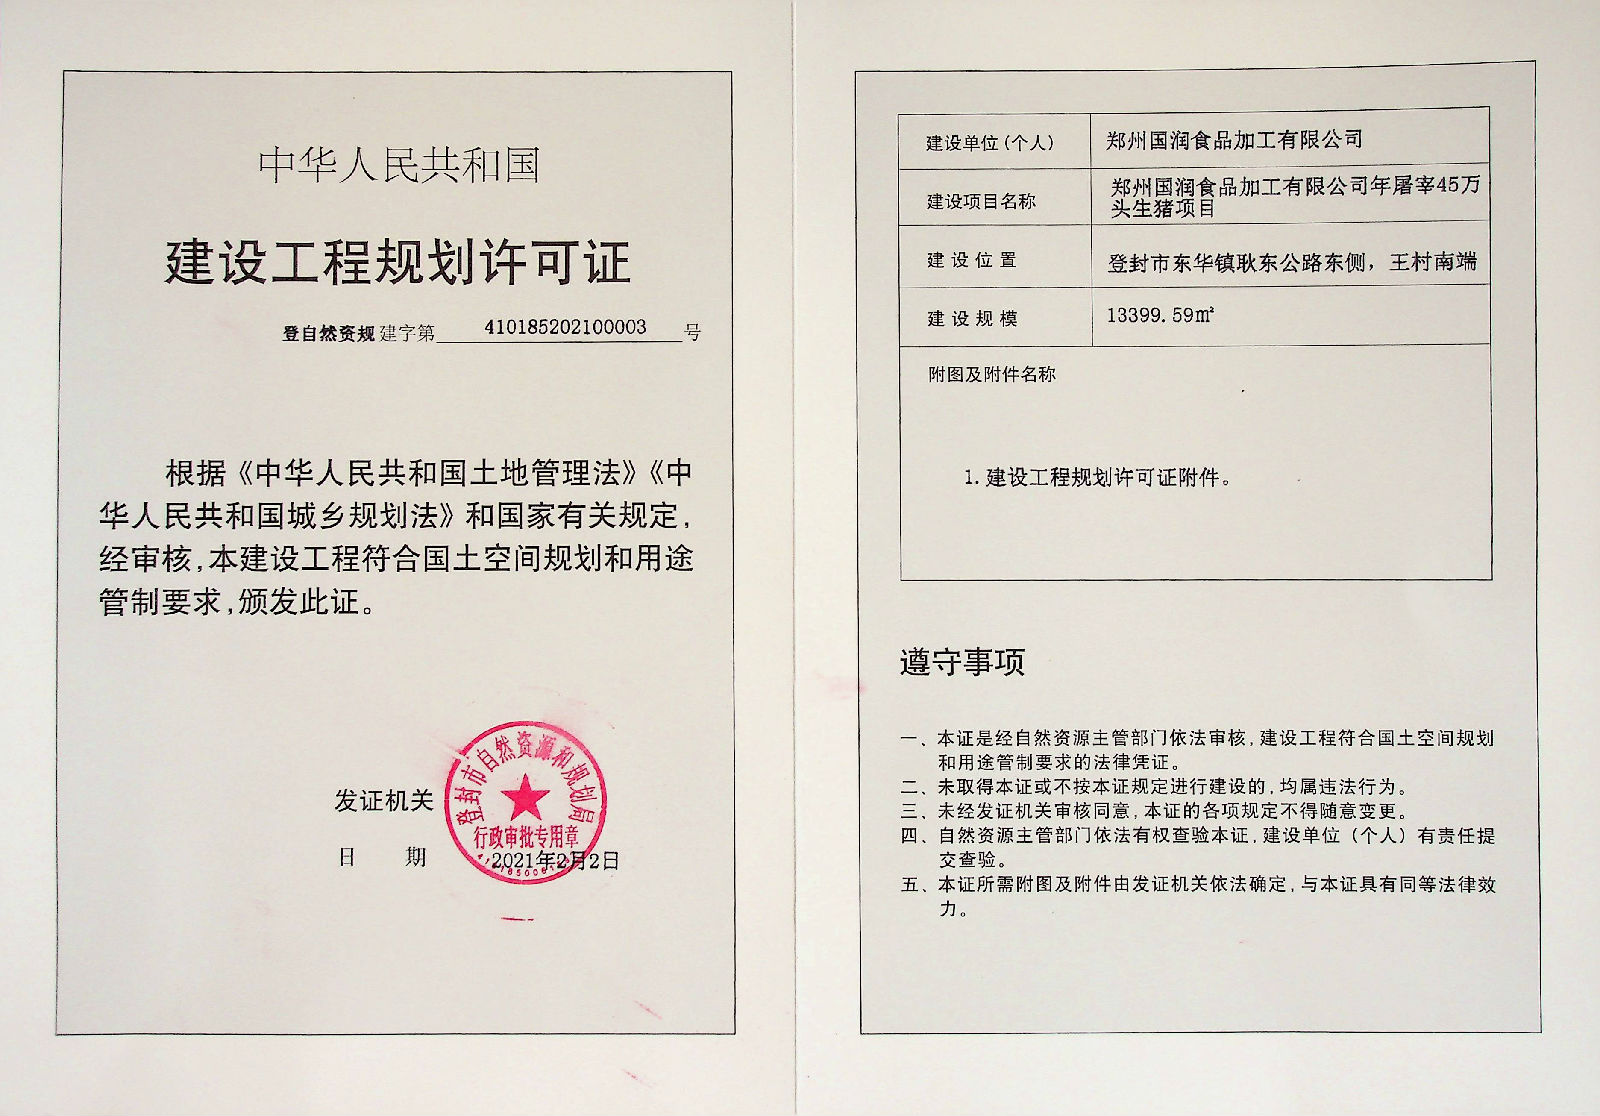 中华人民共和国
建设工程规划许可证
登自然资规 建字第 410185202100003 号
根据《中华人民共和国土地管理法》《中
华人民共和国城乡规划法》和国家有关规定,
经审核,本建设工程符合国土空间规划和用途
管制要求,颁发此证。
登封市自然资源和规划局
发证机关
行政审批专用章
日 期 2021年2月2日
建设单位(个人) 郑州国润食品加工有限公司
建设项目名称 郑州国润食品加工有限公司年屠宰45万
头生猪项目
建设位置 登封市东华镇耿东公路东侧，王村南端
建设规模 13399.59㎡
附图及附件名称
1.建设工程规划许可证附件。
遵守事项
一、本证是经自然资源主管部门依法审核,建设工程符合国土空间规划
和用途管制要求的法律凭证。
二、未取得本证或不按本证规定进行建设的,均属违法行为。
三、未经发证机关审核同意,本证的各项规定不得随意变更。
四、自然资源主管部门依法有权查验本证,建设单位（个人）有责任提
交查验。
五、本证所需附图及附件由发证机关依法确定,与本证具有同等法律效
力。